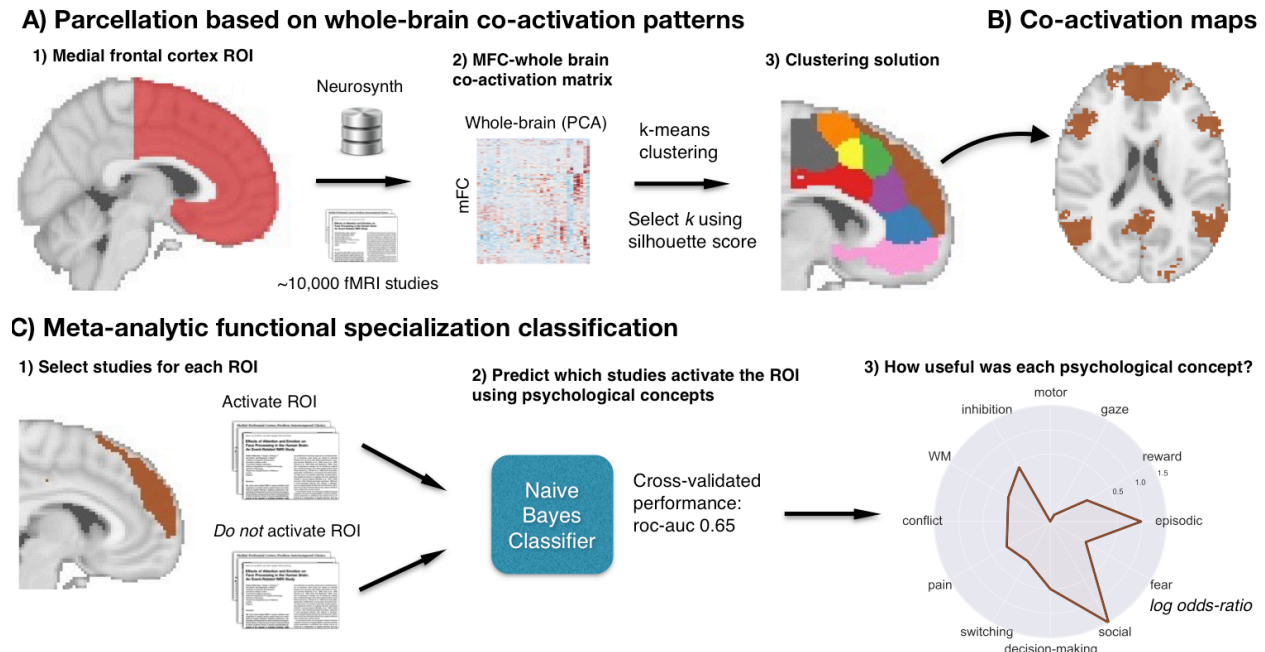 A) Parcellation based on whole-brain co-activation patterns
B) Co-activation maps
1) Medial frontal cortex ROI
Neurosynth
~10,000 fMRI studies
2) MFC-whole brain
co-activation matrix
Whole-brain (PCA)
mFC
k-means
clustering
Select k using
silhouette score
3) Clustering solution
C) Meta-analytic functional specialization classification
1) Select studies for each ROI
Activate ROI
Do not activate ROI
2) Predict which studies activate the ROI
using psychological concepts
Naive
Bayes
Classifier
Cross-validated
performance:
roc-auc 0.65
3) How useful was each psychological concept?
motor
inhibition
gaze
WM
reward
1.5
1.0
0.5
conflict
episodic
pain
fear
log odds-ratio
switching
social
decision-making